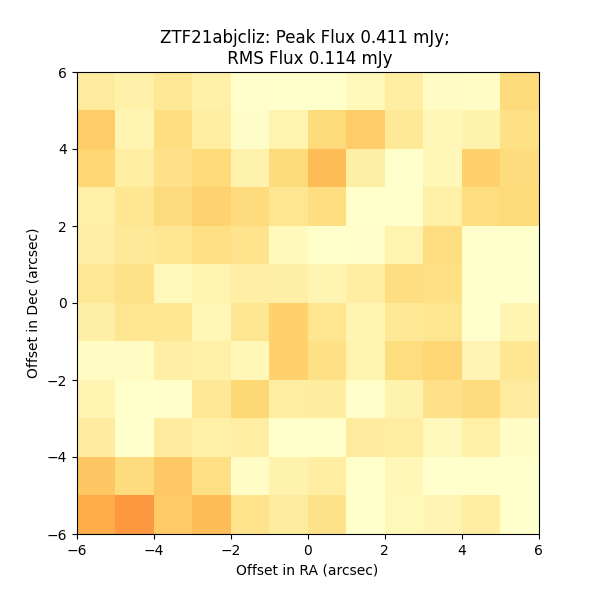 ZTF21abjcliz: Peak Flux 0.411 mJy;
RMS Flux 0.114 mJy
6
4
2
0
−2
−4
−6
Offset in Dec (arcsec)
−6 −4 −2 0 2 4 6
Offset in RA (arcsec)